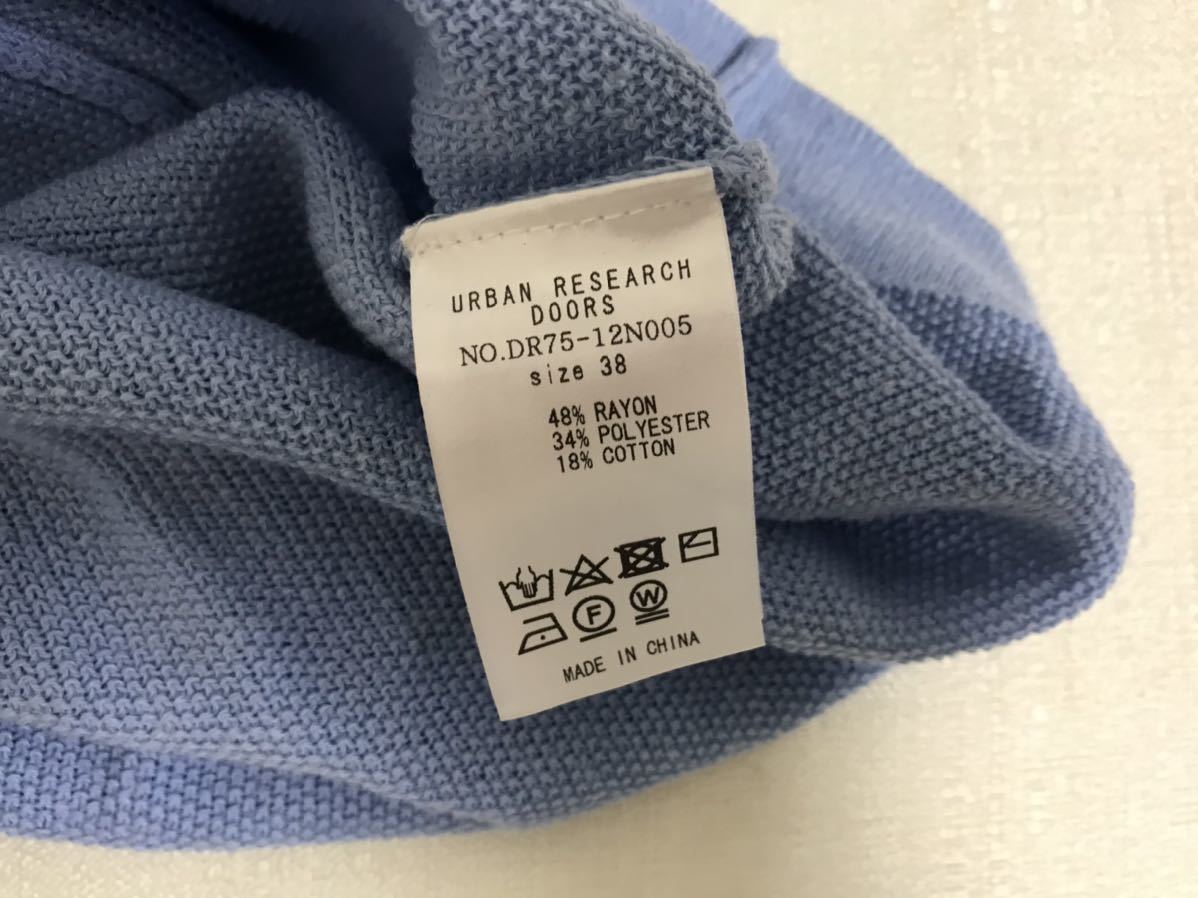 URBAN RESEARCH
DOORS
NO.DR75-12N005
size 38
48% RAYON
34% POLYESTER
18% COTTON
F
W
MADE IN CHINA